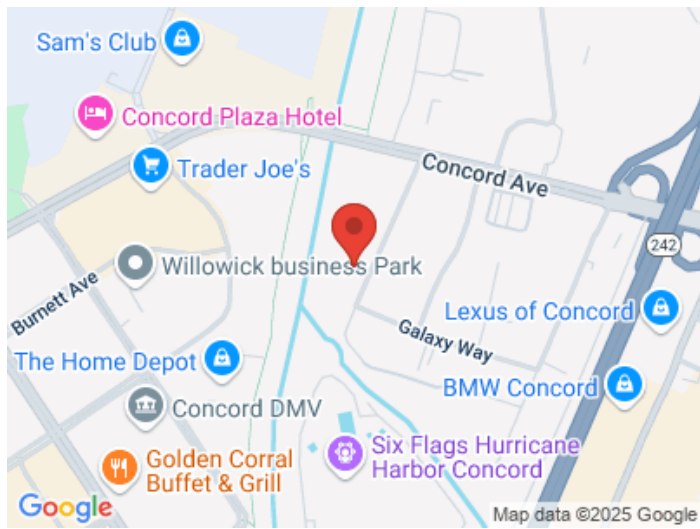 Sam's Club
Concord Plaza Hotel
Trader Joe's
Concord Ave
242
Willowick business Park
Burnett Ave
Lexus of Concord
Galaxy Way
The Home Depot
BMW Concord
Concord DMV
Six Flags Hurricane
Harbor Concord
Golden Corral
Buffet & Grill
Google
Map data ©2025 Google